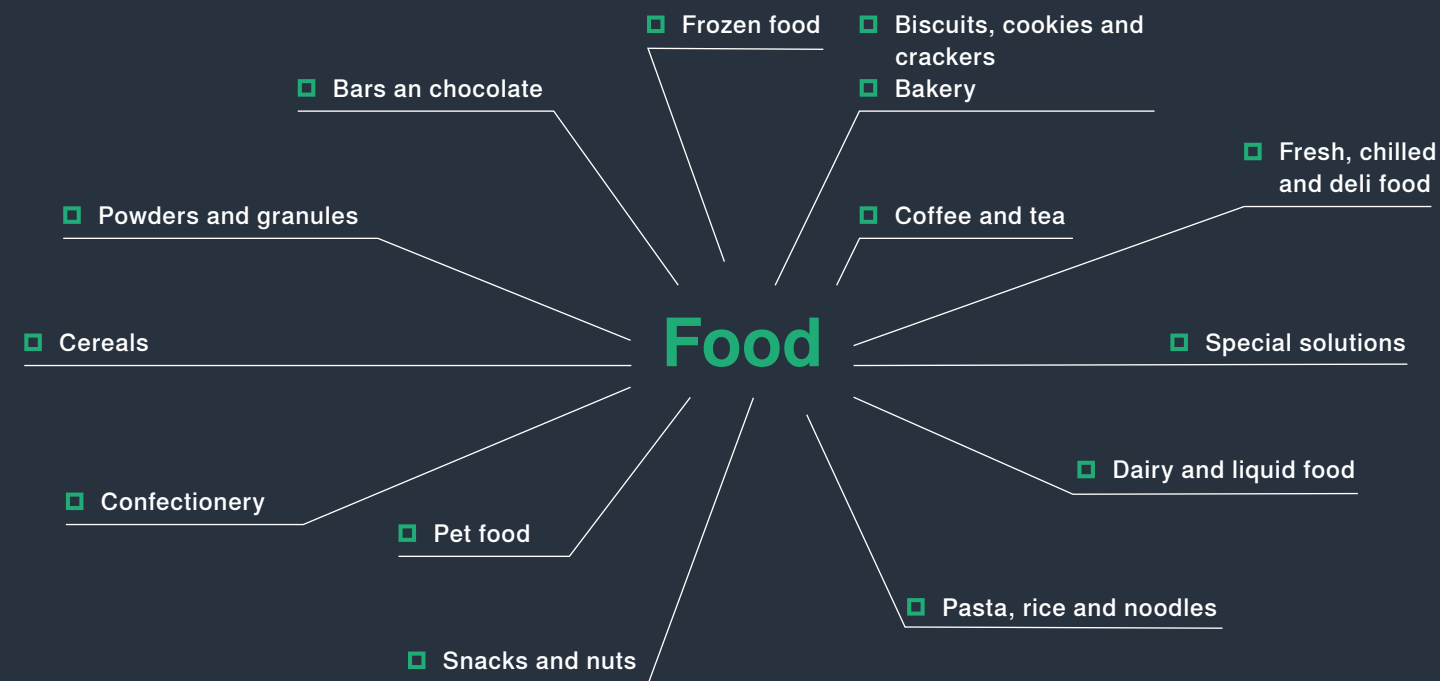 Frozen food
Biscuits, cookies and
crackers
Bars an chocolate
Bakery
Fresh, chilled
and deli food
Powders and granules
Coffee and tea
Cereals
Food
Special solutions
Dairy and liquid food
Confectionery
Pet food
Pasta, rice and noodles
Snacks and nuts